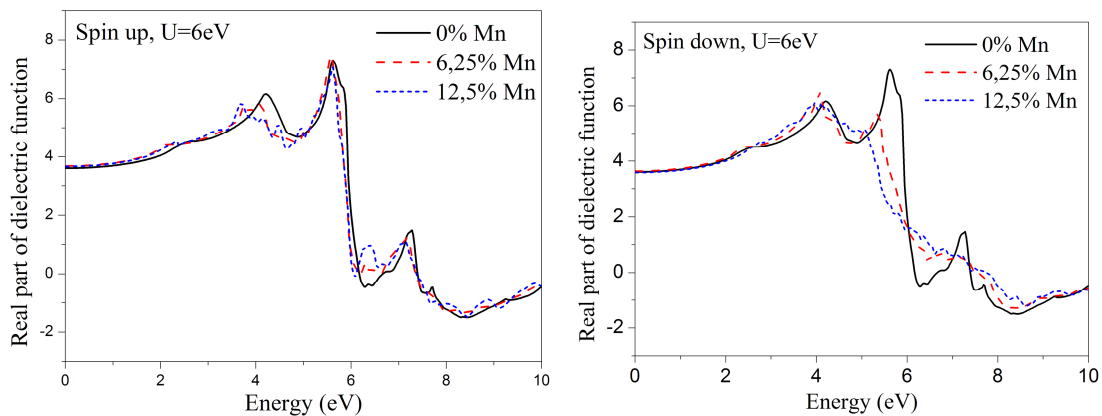 Spin up, U=6eV
0% Mn
6,25% Mn
12,5% Mn
Real part of dielectric function
8
6
4
2
0
-2
0
2
4
6
8
10
Energy (eV)
Spin down, U=6eV
0% Mn
6,25% Mn
12,5% Mn
Real part of dielectric function
8
6
4
2
0
-2
0
2
4
6
8
10
Energy (eV)